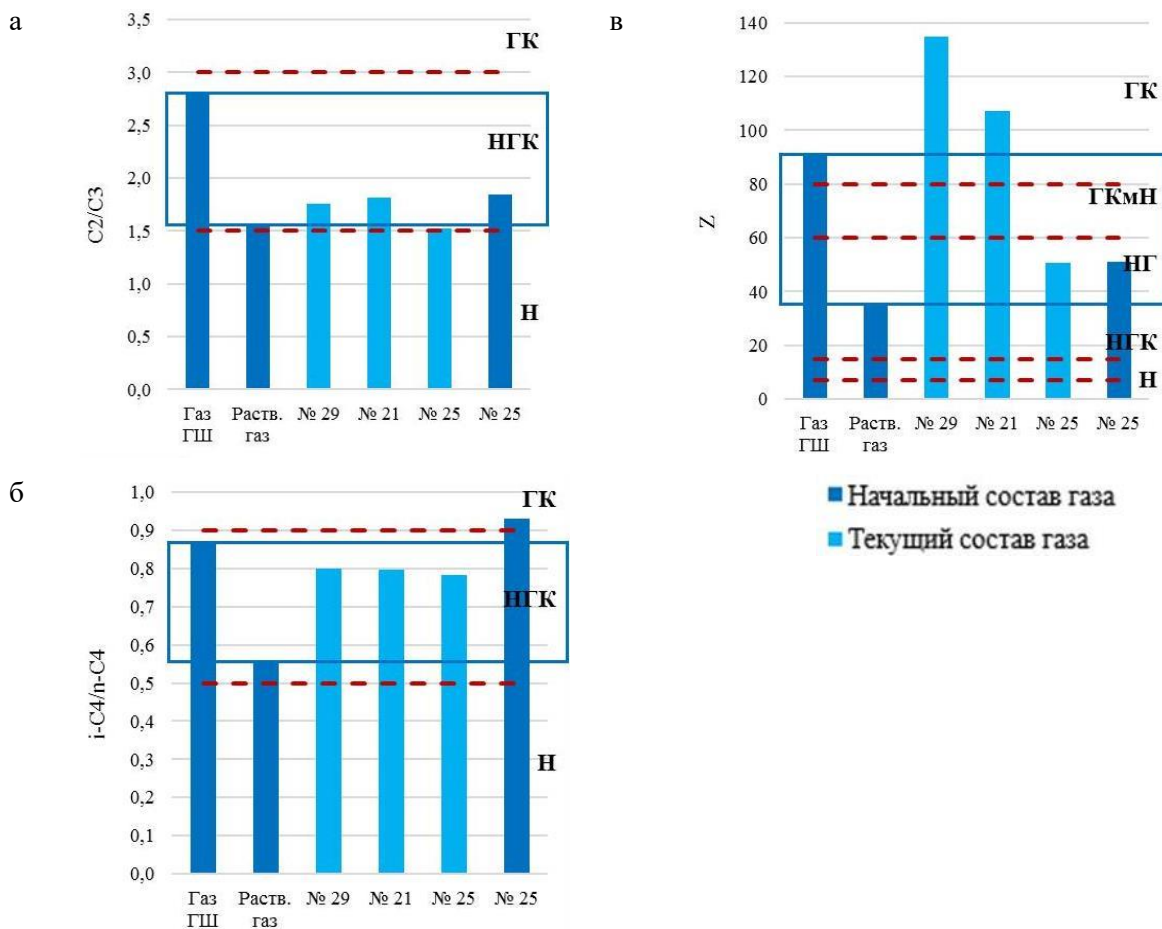 а
3,5
3,0
2,5
2,0
1,5
1,0
0,5
0,0
C2/C3
ГК
НГК
Н
Газ ГШ
Раств. газ
№ 29
№ 21
№ 25
№ 25
в
140
120
100
80
60
40
20
0
Z
ГК
ГКмН
НГ
НГК
Н
Газ ГШ
Раств. газ
№ 29
№ 21
№ 25
№ 25
Начальный состав газа
Текущий состав газа
б
1,0
0,9
0,8
0,7
0,6
0,5
0,4
0,3
0,2
0,1
0,0
i-C4/n-C4
ГК
НГК
Н
Газ ГШ
Раств. газ
№ 29
№ 21
№ 25
№ 25